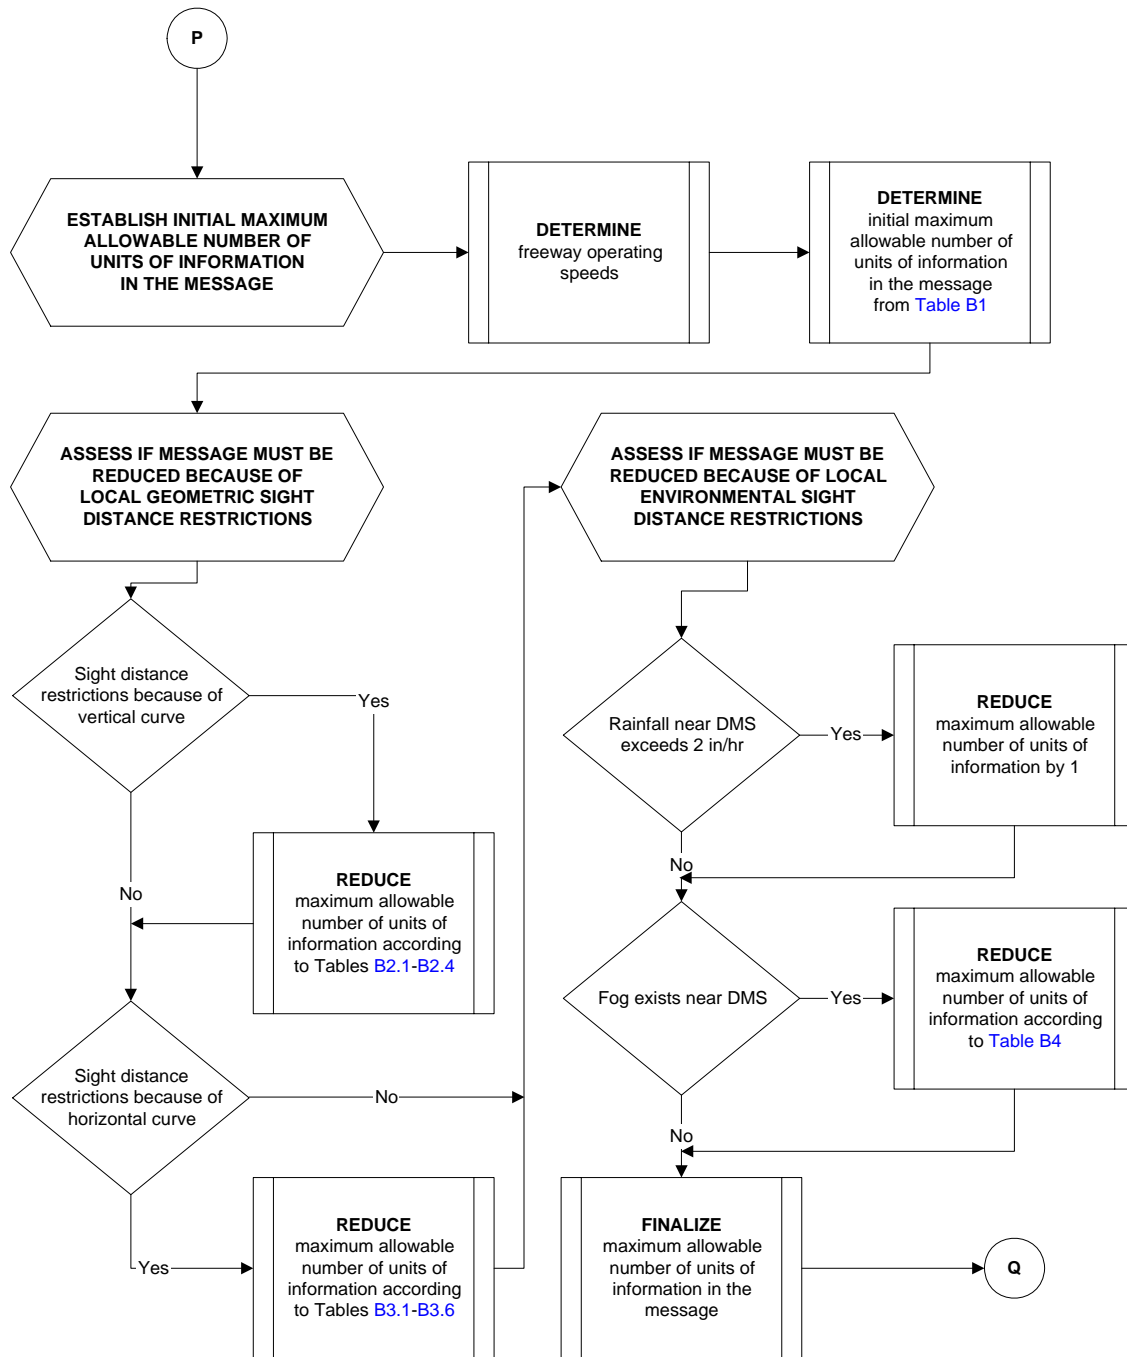 P
ESTABLISH INITIAL MAXIMUM
ALLOWABLE NUMBER OF
UNITS OF INFORMATION
IN THE MESSAGE
DETERMINE
freeway operating
speeds
DETERMINE
initial maximum
allowable number of
units of information
in the message
from Table B1
ASSESS IF MESSAGE MUST BE
REDUCED BECAUSE OF
LOCAL GEOMETRIC SIGHT
DISTANCE RESTRICTIONS
Sight distance
restrictions because of
vertical curve
Yes
No
REDUCE
maximum allowable
number of units of
information according
to Tables B2.1-B2.4
Sight distance
restrictions because of
horizontal curve
No
Yes
REDUCE
maximum allowable
number of units of
information according
to Tables B3.1-B3.6
ASSESS IF MESSAGE MUST BE
REDUCED BECAUSE OF LOCAL
ENVIRONMENTAL SIGHT
DISTANCE RESTRICTIONS
Rainfall near DMS
exceeds 2 in/hr
Yes
REDUCE
maximum allowable
number of units of
information by 1
No
Fog exists near DMS
Yes
REDUCE
maximum allowable
number of units of
information according
to Table B4
No
FINALIZE
maximum allowable
number of units of
information in the
message
Q